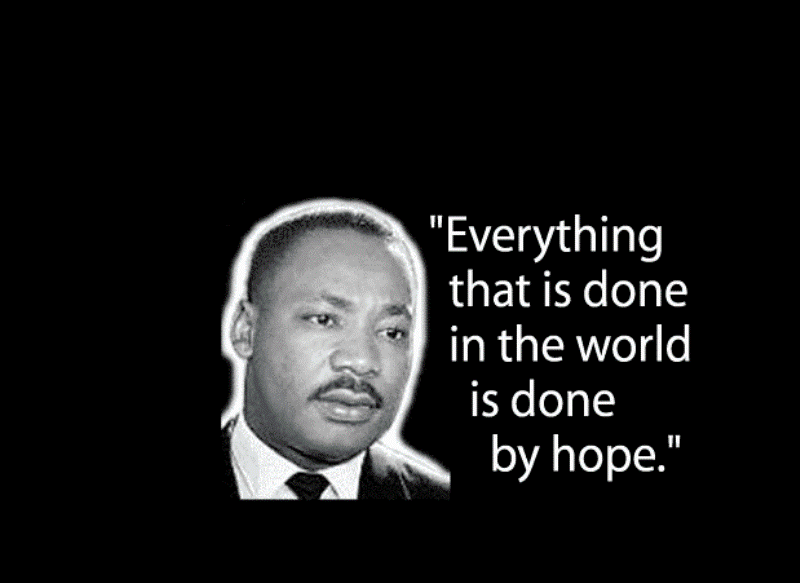 "Everything
that is done
in the world
is done
by hope."